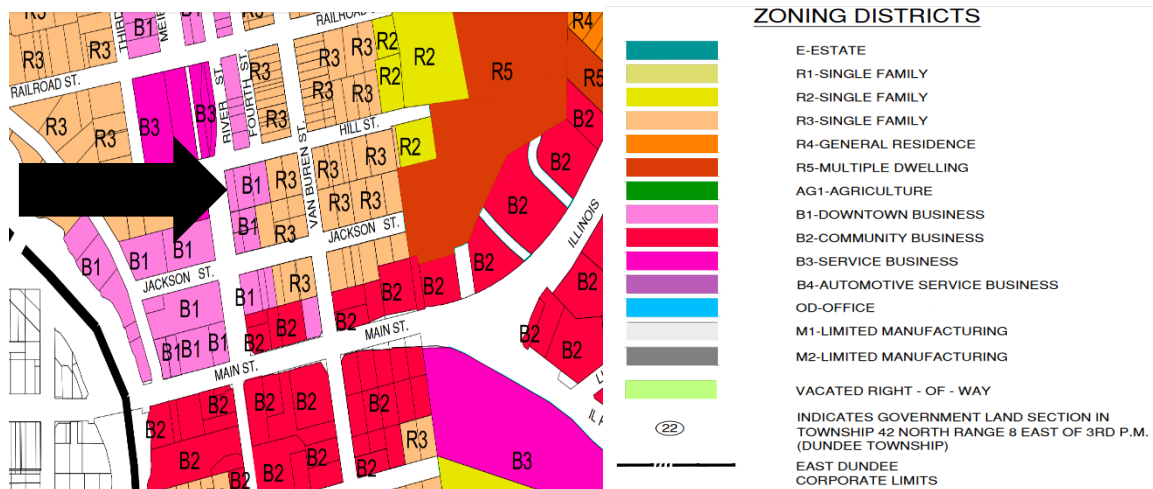 ZONING DISTRICTS
E-ESTATE
R1-SINGLE FAMILY
R2-SINGLE FAMILY
R3-SINGLE FAMILY
R4-GENERAL RESIDENCE
R5-MULTIPLE DWELLING
AG1-AGRICULTURE
B1-DOWNTOWN BUSINESS
B2-COMMUNITY BUSINESS
B3-SERVICE BUSINESS
B4-AUTOMOTIVE SERVICE BUSINESS
OD-OFFICE
M1-LIMITED MANUFACTURING
M2-LIMITED MANUFACTURING
VACATED RIGHT - OF - WAY
22
INDICATES GOVERNMENT LAND SECTION IN
TOWNSHIP 42 NORTH RANGE 8 EAST OF 3RD P.M.
(DUNDEE TOWNSHIP)
EAST DUNDEE
CORPORATE LIMITS
RAILROAD ST.
THIRD
B1
R3
R3
R3
R3
R2
R2
R4
R3
RAILROAD ST.
R3
R2
R5
R5
B3
B3
RIVER ST
FOURTH ST.
R3
R3
R3
R3
R3
VAN BUREN ST.
HILL ST.
R2
B2
B2
B1
R3
R3
R3
B1
R3
R3
R3
JACKSON ST.
B2
ILLINOIS
B1
B1
B1
JACKSON ST.
B1
R3
B2
B2
B2
B2
B1
B1
B1
B2
B2
MAIN ST.
B2
B2
MAIN ST.
B2
B2
B2
B2
B2
B2
R3
B3
B2
B2